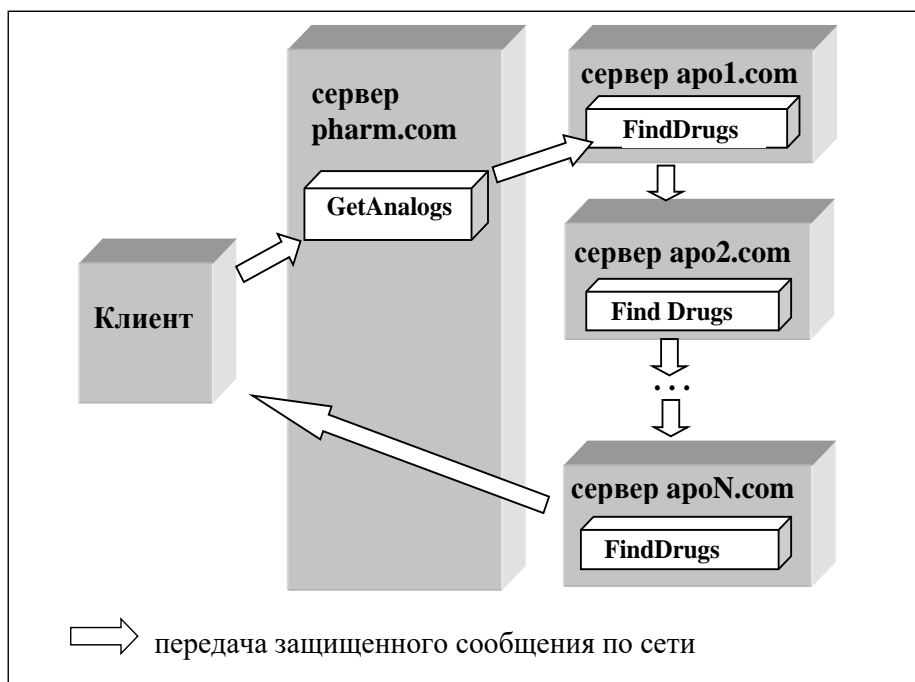 сервер
pharm.com
GetAnalogs
сервер apo1.com
FindDrugs
сервер apo2.com
Find Drugs
...
сервер apoN.com
FindDrugs
Клиент
передача защищенного сообщения по сети